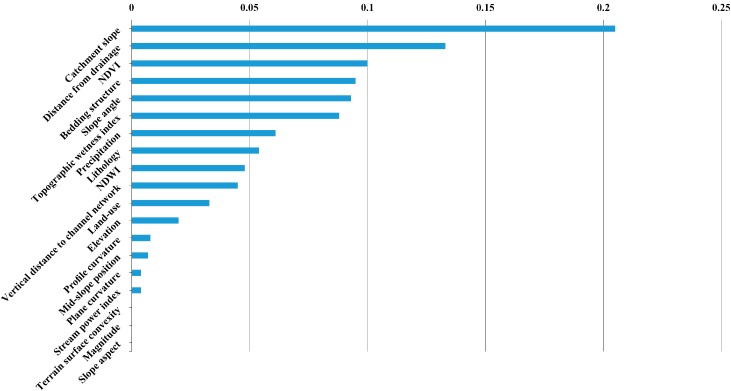 0 0.05 0.1 0.15 0.2 0.25
Catchment slope
Distance from drainage
NDVI
Bedding structure
Slope angle
Topographic wetness index
Precipitation
Lithology
NDWI
Vertical distance to channel network
Land-use
Elevation
Profile curvature
Mid-slope position
Plane curvature
Stream power index
Terrain surface convexity
Magnitude
Slope aspect